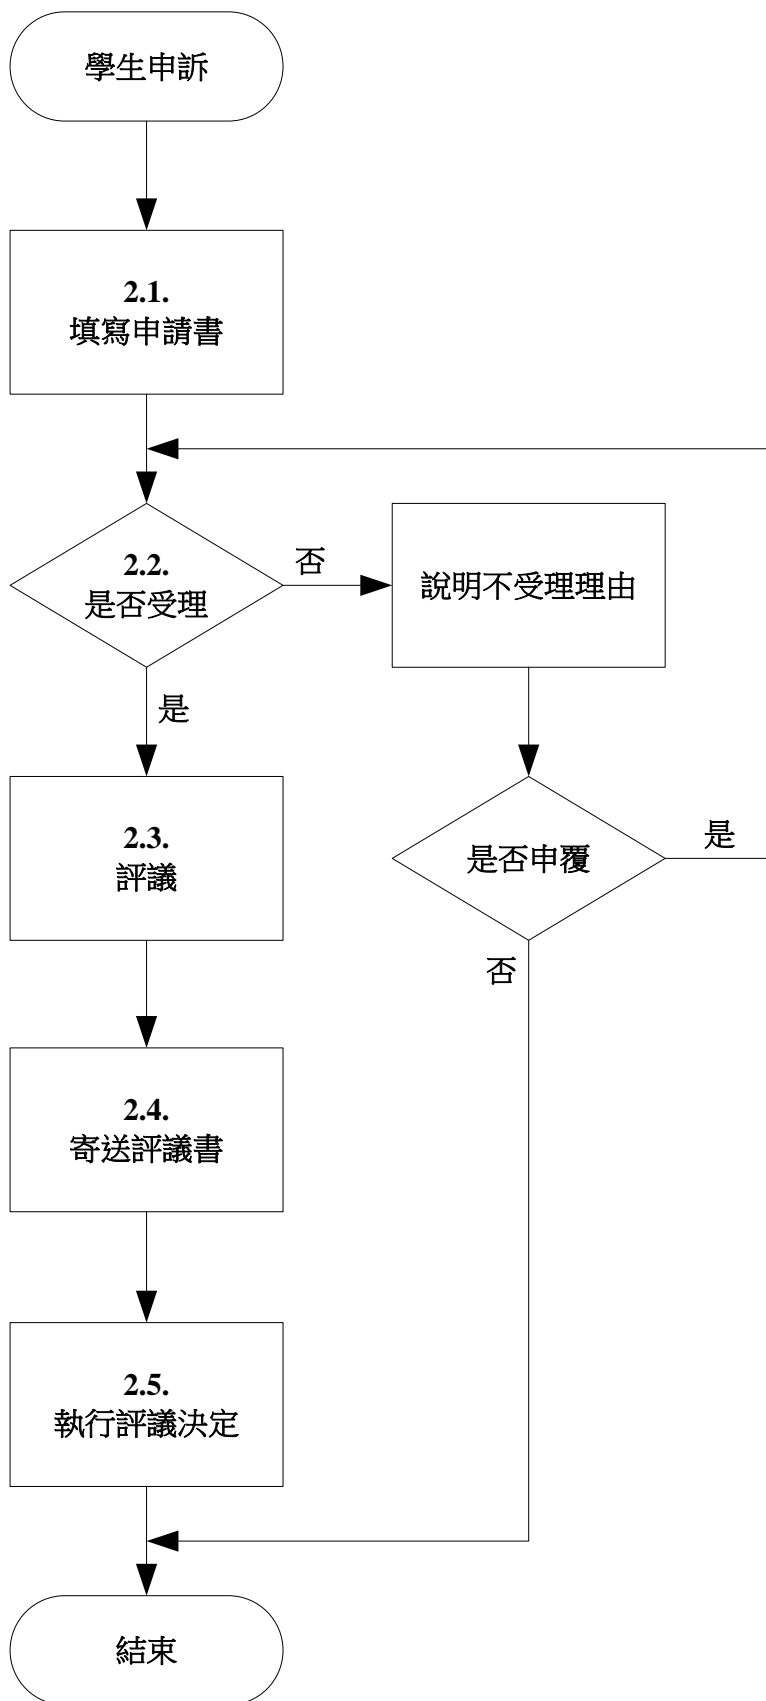 學生申訴
2.1.
填寫申請書
2.2.
是否受理
否
說明不受理理由
是
2.3.
評議
是否申覆
是
否
2.4.
寄送評議書
2.5.
執行評議決定
結束